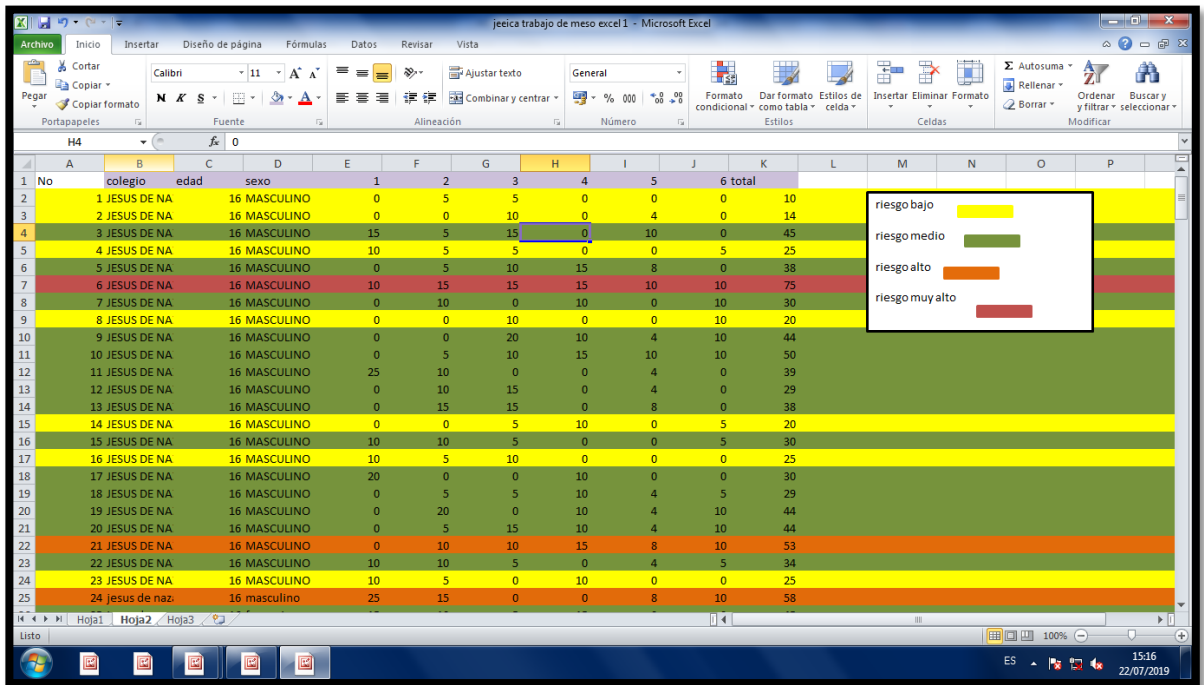 jeeica trabajo de meso excel 1 - Microsoft Excel
Archivo Inicio Insertar Diseño de página Fórmulas Datos Revisar Vista
Pegar
Cortar
Copiar
Copiar formato
Portapapeles
Calibri 11
N K S
Fuente
Ajustar texto
Combinar y centrar
Alineación
General
% 000
Número
Formato condicional
Dar formato como tabla
Estilos de celda
Estilos
Insertar Eliminar Formato
Celdas
Σ Autosuma
Rellenar
Borrar
Ordenar y filtrar
Buscar y seleccionar
Modificar
H4 fx 0
A B C D E F G H I J K L M N O P
1 No colegio edad sexo 1 2 3 4 5 6 total
2 1 JESUS DE NA 16 MASCULINO 0 5 5 0 0 0 10
3 2 JESUS DE NA 16 MASCULINO 0 0 10 0 4 0 14
4 3 JESUS DE NA 16 MASCULINO 15 5 15 0 10 0 45
5 4 JESUS DE NA 16 MASCULINO 10 5 5 0 0 5 25
6 5 JESUS DE NA 16 MASCULINO 0 5 10 15 8 0 38
7 6 JESUS DE NA 16 MASCULINO 10 15 15 15 10 10 75
8 7 JESUS DE NA 16 MASCULINO 0 10 0 10 0 10 30
9 8 JESUS DE NA 16 MASCULINO 0 0 10 0 0 10 20
10 9 JESUS DE NA 16 MASCULINO 0 0 20 10 4 10 44
11 10 JESUS DE NA 16 MASCULINO 0 5 10 15 10 10 50
12 11 JESUS DE NA 16 MASCULINO 25 10 0 0 4 0 39
13 12 JESUS DE NA 16 MASCULINO 0 10 15 0 4 0 29
14 13 JESUS DE NA 16 MASCULINO 0 15 15 0 8 0 38
15 14 JESUS DE NA 16 MASCULINO 0 0 5 10 0 5 20
16 15 JESUS DE NA 16 MASCULINO 10 10 5 0 0 5 30
17 16 JESUS DE NA 16 MASCULINO 10 5 10 0 0 0 25
18 17 JESUS DE NA 16 MASCULINO 20 0 0 10 0 0 30
19 18 JESUS DE NA 16 MASCULINO 0 5 5 10 4 5 29
20 19 JESUS DE NA 16 MASCULINO 0 20 0 10 4 10 44
21 20 JESUS DE NA 16 MASCULINO 0 5 15 10 4 10 44
22 21 JESUS DE NA 16 MASCULINO 0 10 10 15 8 10 53
23 22 JESUS DE NA 16 MASCULINO 10 10 5 0 4 5 34
24 23 JESUS DE NA 16 MASCULINO 10 5 0 10 0 0 25
25 24 jesus de naza 16 masculino 25 15 0 0 8 10 58
riesgo bajo
riesgo medio
riesgo alto
riesgo muy alto
Hoja1 Hoja2 Hoja3
Listo 100%
ES 15:16
22/07/2019